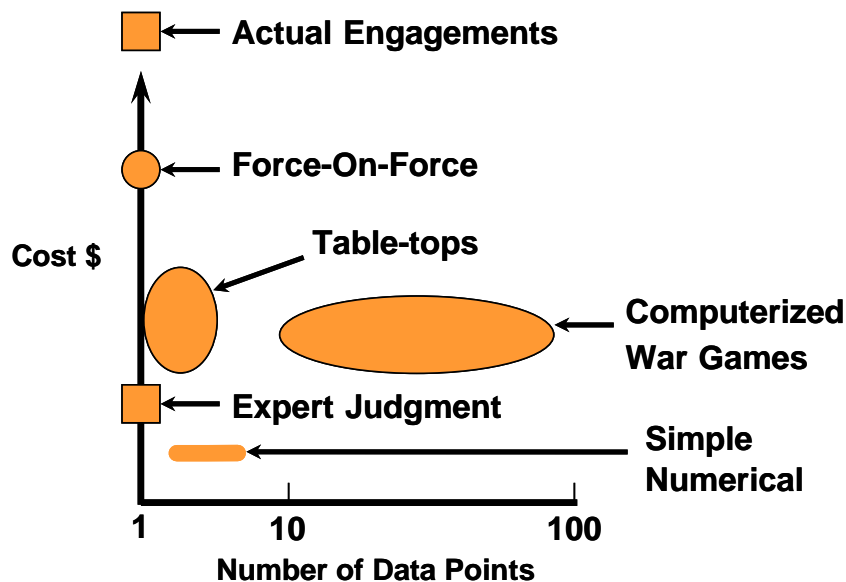 Actual Engagements
Force-On-Force
Table-tops
Cost $
Computerized
War Games
Expert Judgment
Simple
Numerical
1
10
100
Number of Data Points